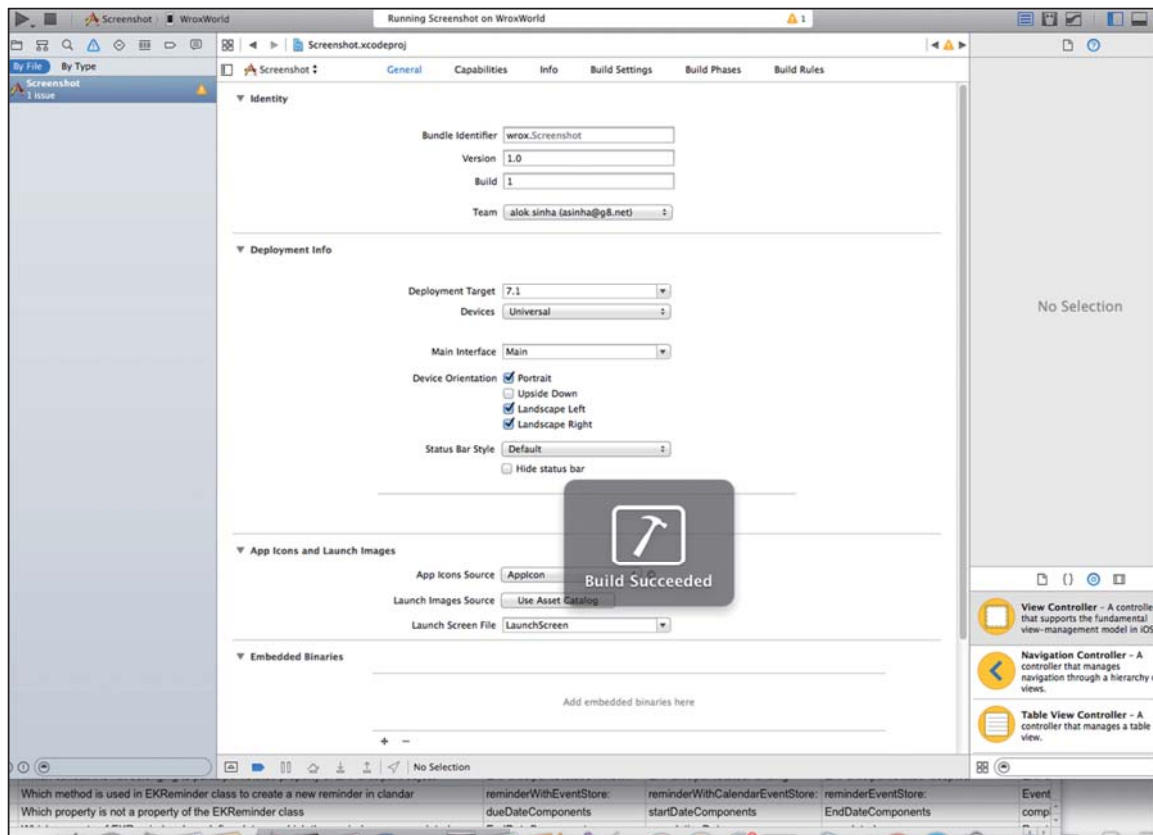 Screenshot WroxWorld
Running Screenshot on WroxWorld
1
Screenshot.xcodeproj
By File By Type
Screenshot
1 issue
Screenshot
General Capabilities Info Build Settings Build Phases Build Rules
Identity
Bundle Identifier wrox.Screenshot
Version 1.0
Build 1
Team alok sinha (asinha@g8.net)
Deployment Info
Deployment Target 7.1
Devices Universal
Main Interface Main
Device Orientation Portrait
Upside Down
Landscape Left
Landscape Right
Status Bar Style Default
Hide status bar
App Icons and Launch Images
App Icons Source AppIcon
Launch Images Source Use Asset Catalog
Launch Screen File LaunchScreen
Build Succeeded
Embedded Binaries
Add embedded binaries here
+ −
No Selection
No Selection
{}
View Controller - A controlle
that supports the fundamental
view-management model in iOS
Navigation Controller - A
controller that manages
navigation through a hierarchy o
views.
Table View Controller - A
controller that manages a table
view.
Which method is used in EKReminder class to create a new reminder in clandar reminderWithEventStore: reminderWithCalendarEventStore: reminderEventStore: Event
Which property is not a property of the EKReminder class dueDateComponents startDateComponents EndDateComponents comp